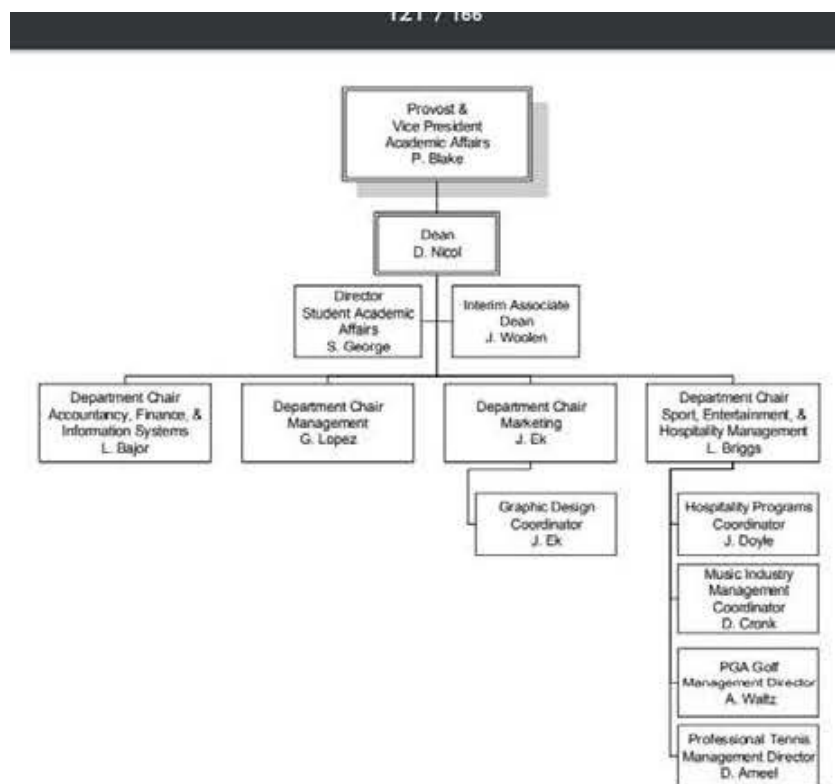 121 / 166
Provost &
Vice President
Academic Affairs
P. Blake
Dean
D. Nicol
Director
Student Academic
Affairs
S. George
Interim Associate
Dean
J. Woolen
Department Chair
Accountancy, Finance, &
Information Systems
L. Bajor
Department Chair
Management
G. Lopez
Department Chair
Marketing
J. Ek
Department Chair
Sport, Entertainment, &
Hospitality Management
L. Briggs
Graphic Design
Coordinator
J. Ek
Hospitality Programs
Coordinator
J. Doyle
Music Industry
Management
Coordinator
D. Cronk
PGA Golf
Management Director
A. Waltz
Professional Tennis
Management Director
D. Ameel